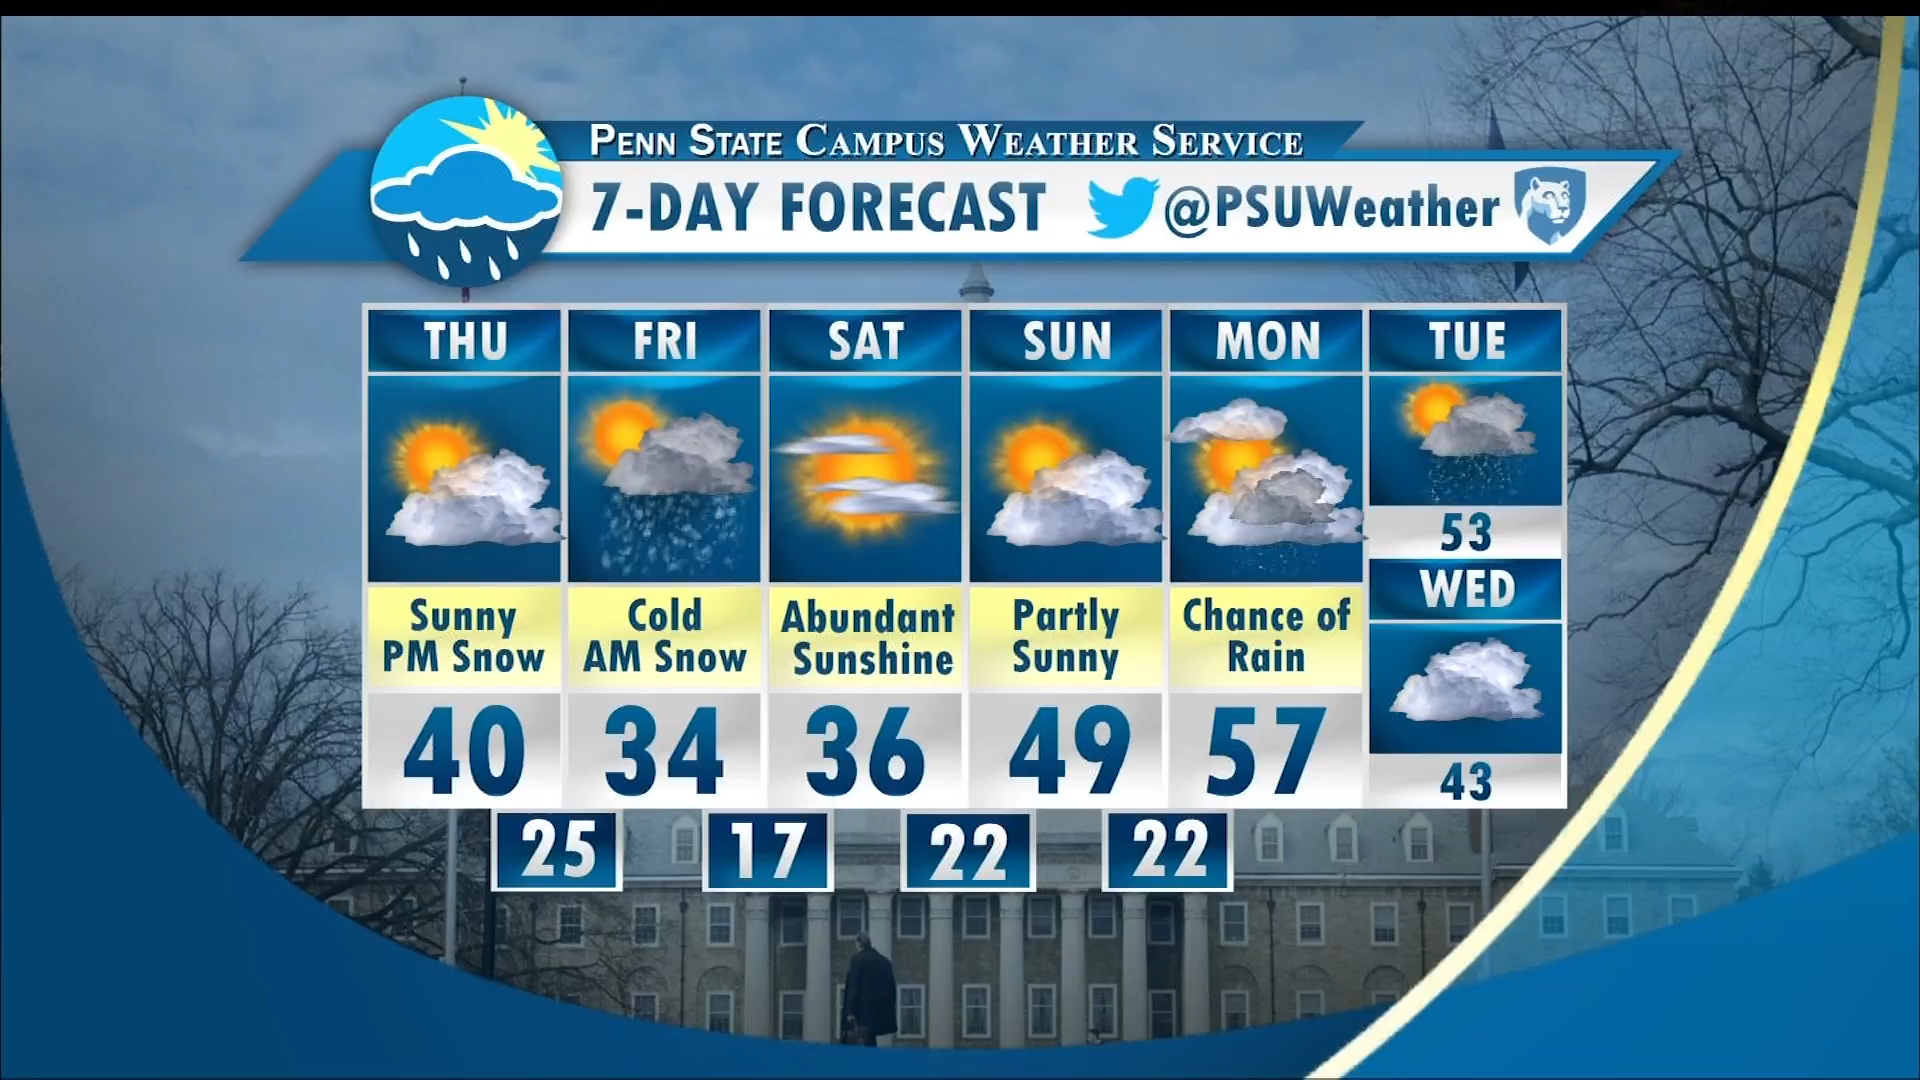 PENN STATE CAMPUS WEATHER SERVICE
7-DAY FORECAST @PSUWeather
THU FRI SAT SUN MON TUE
53
WED
Sunny
PM Snow
Cold
AM Snow
Abundant
Sunshine
Partly
Sunny
Chance of
Rain
40 34 36 49 57
43
25 17 22 22